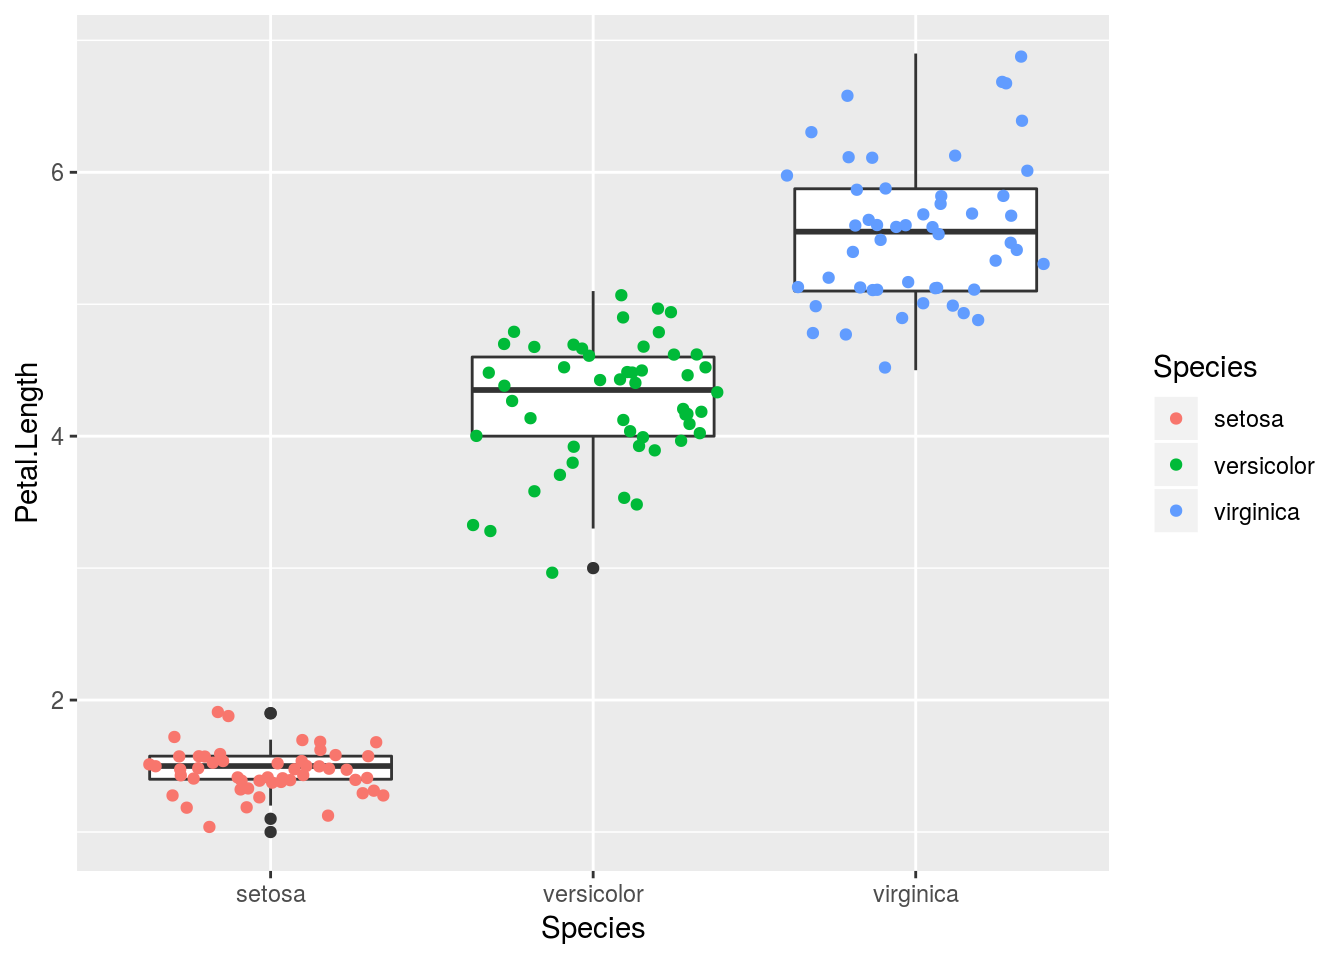 Petal.Length
6
4
2
setosa
versicolor
virginica
Species
Species
setosa
versicolor
virginica